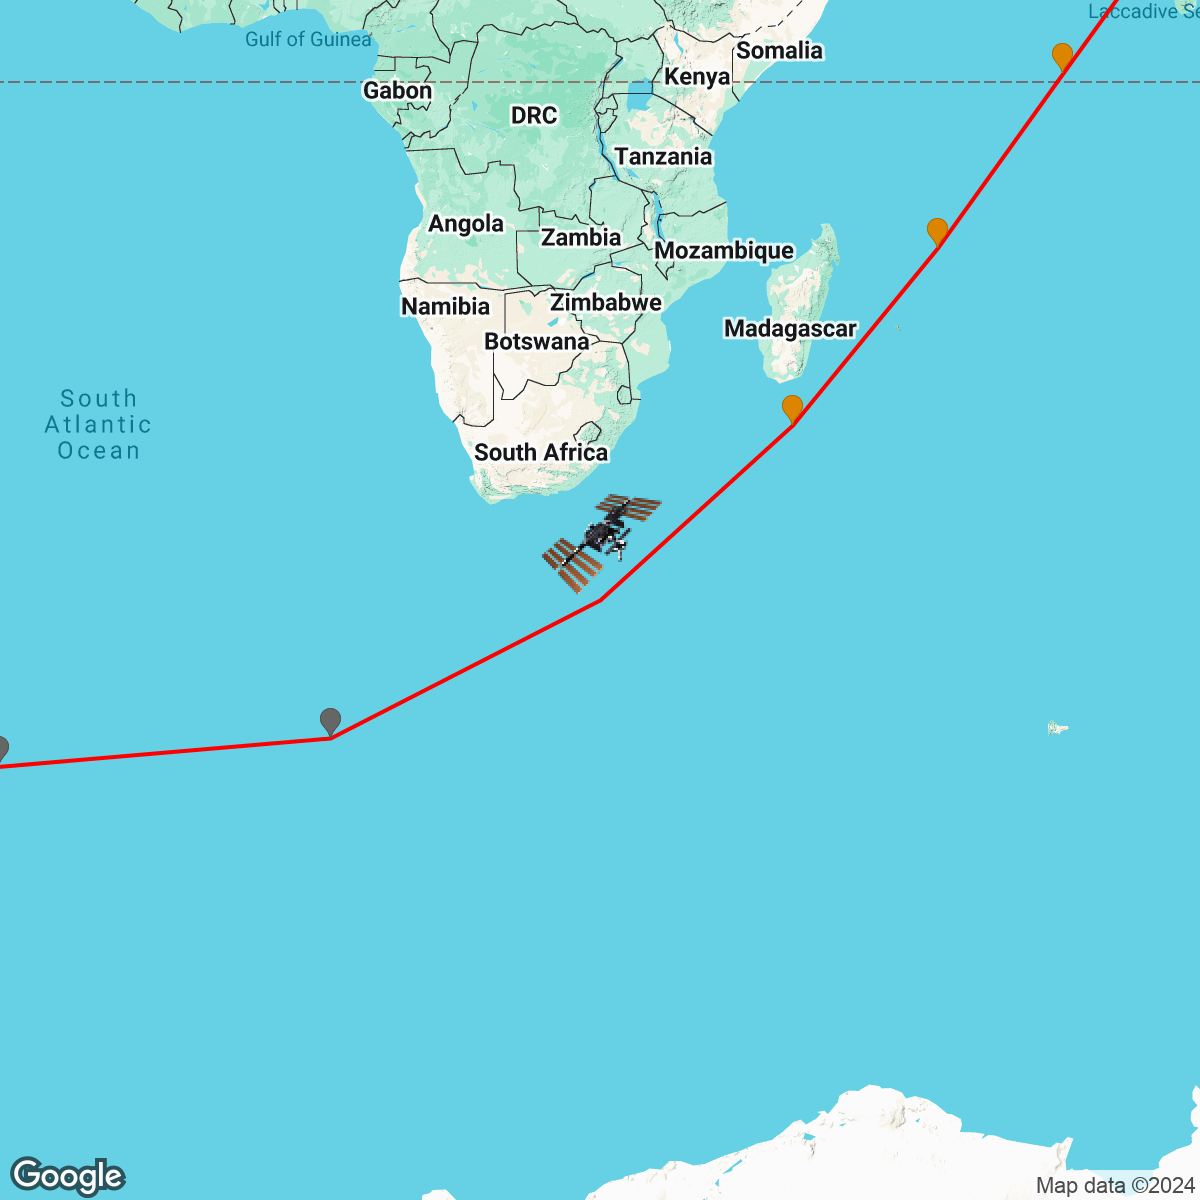 Laccadive Se
Gulf of Guinea
Somalia
Kenya
Gabon
DRC
Tanzania
Angola
Zambia
Mozambique
Namibia
Zimbabwe
Madagascar
Botswana
South
Atlantic
Ocean
South Africa
Google
Map data ©2024